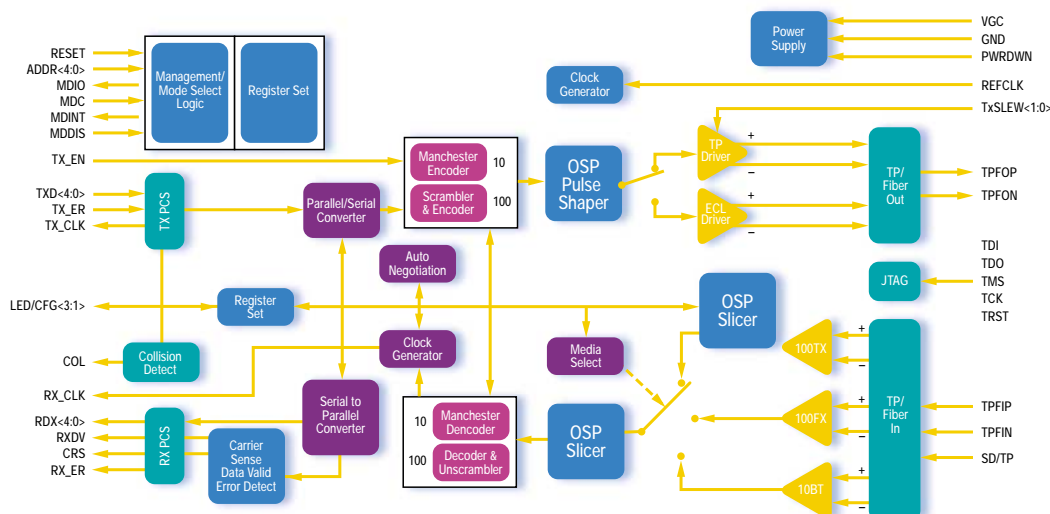 RESET
ADDR<4:0>
MDIO
MDC
MDINT
MDDIS
Management/
Mode Select
Logic
Register Set
Power
Supply
VGC
GND
PWRDWN
Clock
Generator
REFCLK
TxSLEW<1:0>
TX_EN
Manchester
Encoder
10
Scrambler
& Encoder
100
OSP
Pulse
Shaper
TP
Driver
+
−
ECL
Driver
+
−
TP/
Fiber
Out
TPFOP
TPFON
TXD<4:0>
TX_ER
TX_CLK
TX PCS
Parallel/Serial
Converter
Auto
Negotiation
TDI
TDO
TMS
TCK
TRST
JTAG
LED/CFG<3:1>
Register
Set
OSP
Slicer
Clock
Generator
Media
Select
COL
Collision
Detect
RX_CLK
100TX
+
−
100FX
+
−
10BT
+
−
TP/
Fiber
In
TPFIP
TPFIN
SD/TP
RDX<4:0>
RXDV
CRS
RX_ER
RX PCS
Carrier
Sense
Data Valid
Error Detect
Serial to
Parallel
Converter
10
Manchester
Dencoder
100
Decoder &
Unscrambler
OSP
Slicer